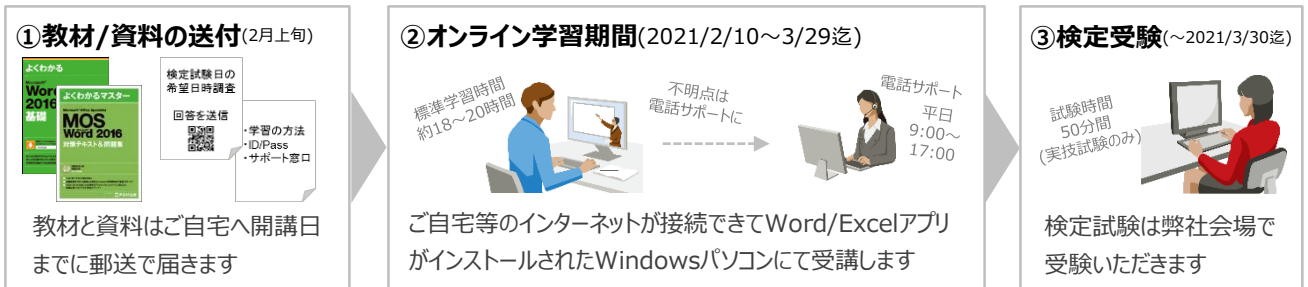 ①教材/資料の送付(2月上旬)
よくわかる
Word
2016
基礎
よくわかるマスター
Microsoft Office Specialist
MOS
Word 2016
対策テキスト&問題集
検定試験日の
希望日時調査
回答を送信
・学習の方法
・ID/Pass
・サポート窓口
教材と資料はご自宅へ開講日
までに郵送で届きます
②オンライン学習期間(2021/2/10～3/29迄)
標準学習時間
約18～20時間
不明点は
電話サポートに
電話サポート
平日
9:00～
17:00
ご自宅等のインターネットが接続できてWord/Excelアプリ
がインストールされたWindowsパソコンにて受講します
③検定受験(～2021/3/30迄)
試験時間
50分間
(実技試験のみ)
検定試験は弊社会場で
受験いただきます